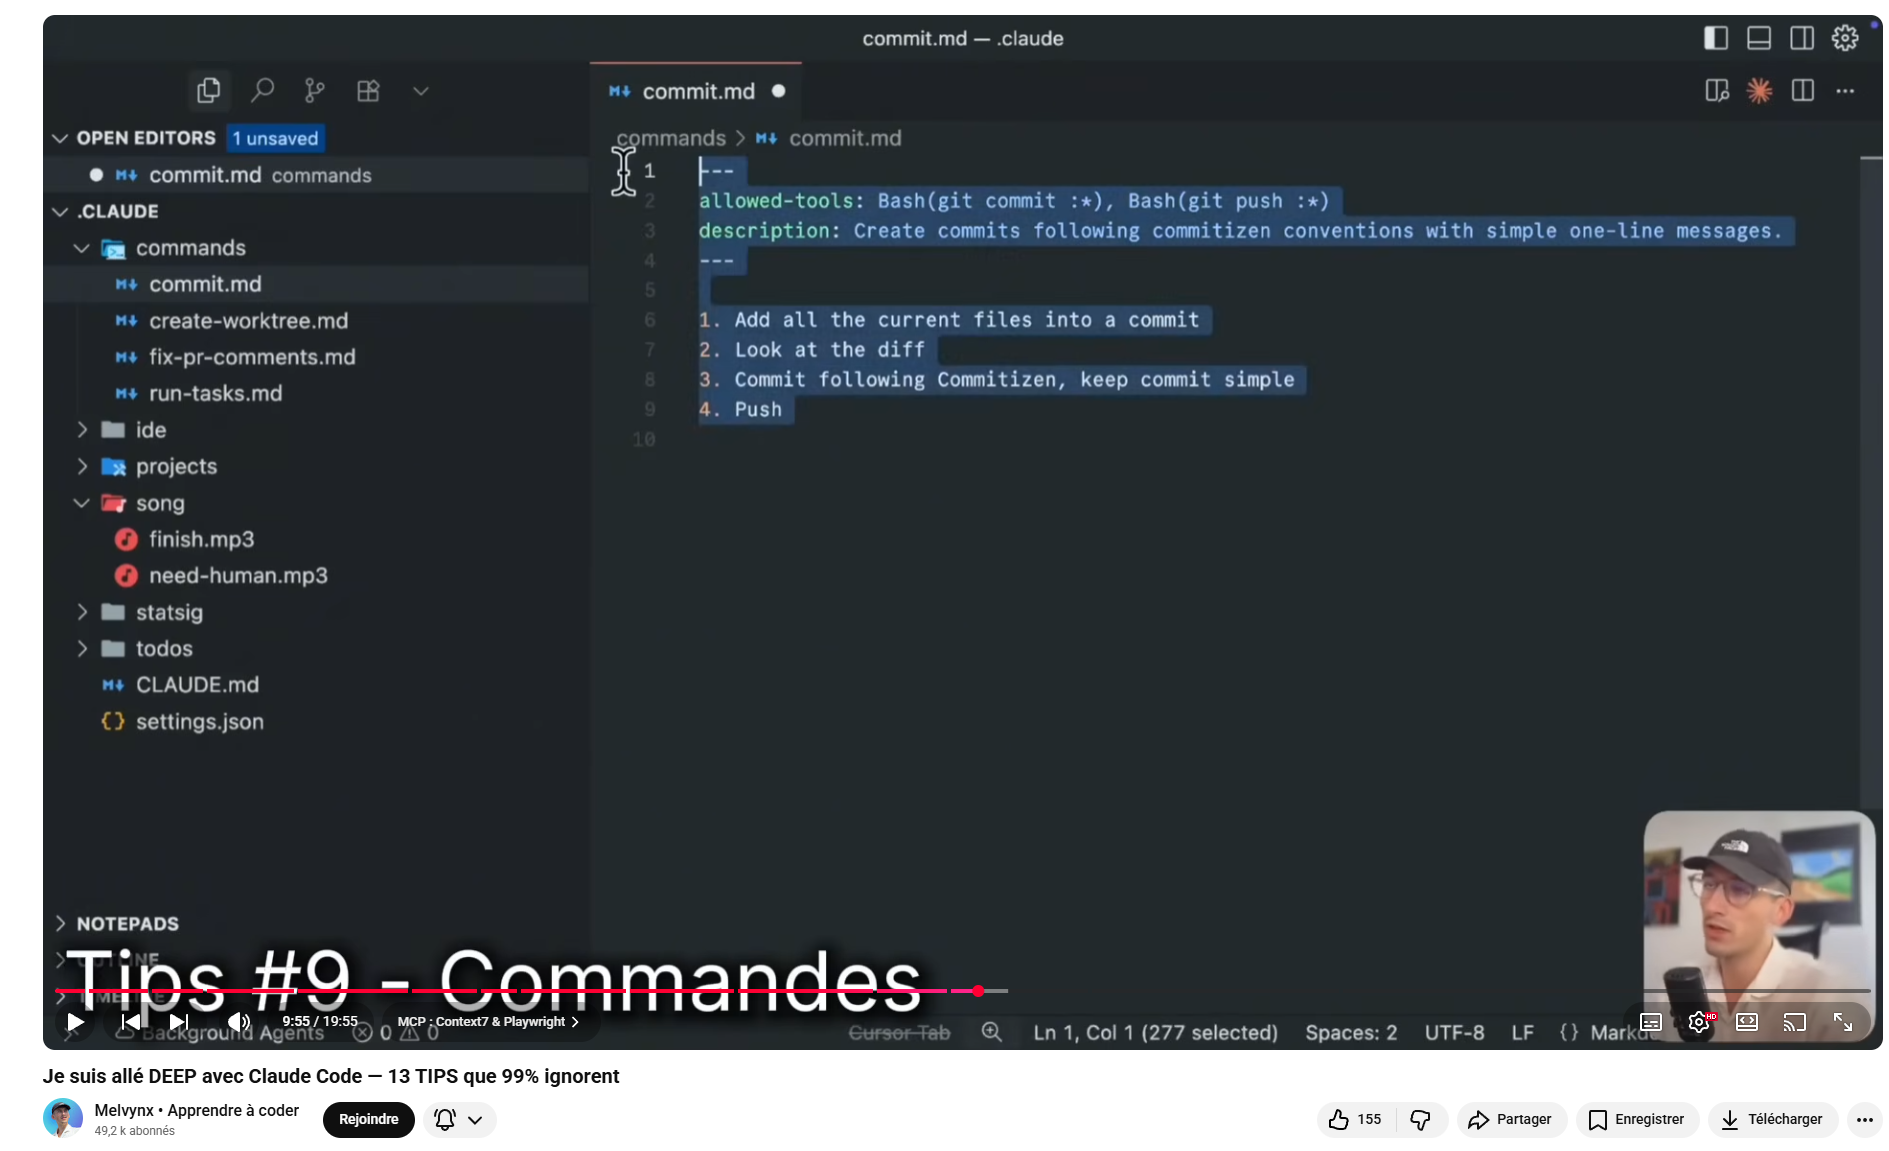 commit.md — .claude
OPEN EDITORS 1 unsaved
commit.md commands
.CLAUDE
commands
commit.md
create-worktree.md
fix-pr-comments.md
run-tasks.md
ide
projects
song
finish.mp3
need-human.mp3
statsig
todos
CLAUDE.md
settings.json
NOTEPADS
OUTLINE
TIMELINE
commit.md
commands > commit.md
1 ---
2 allowed-tools: Bash(git commit :*), Bash(git push :*)
3 description: Create commits following commitizen conventions with simple one-line messages.
4 ---
5
6 1. Add all the current files into a commit
7 2. Look at the diff
8 3. Commit following Commitizen, keep commit simple
9 4. Push
10
Tips #9 - Commandes
9:55 / 19:55 MCP : Context7 & Playwright >
HD
Background Agents 0 0 Cursor Tab Ln 1, Col 1 (277 selected) Spaces: 2 UTF-8 LF {}
Je suis allé DEEP avec Claude Code — 13 TIPS que 99% ignorent
Melvynx • Apprendre à coder
49,2 k abonnés
Rejoindre
155 Partager Enregistrer Télécharger